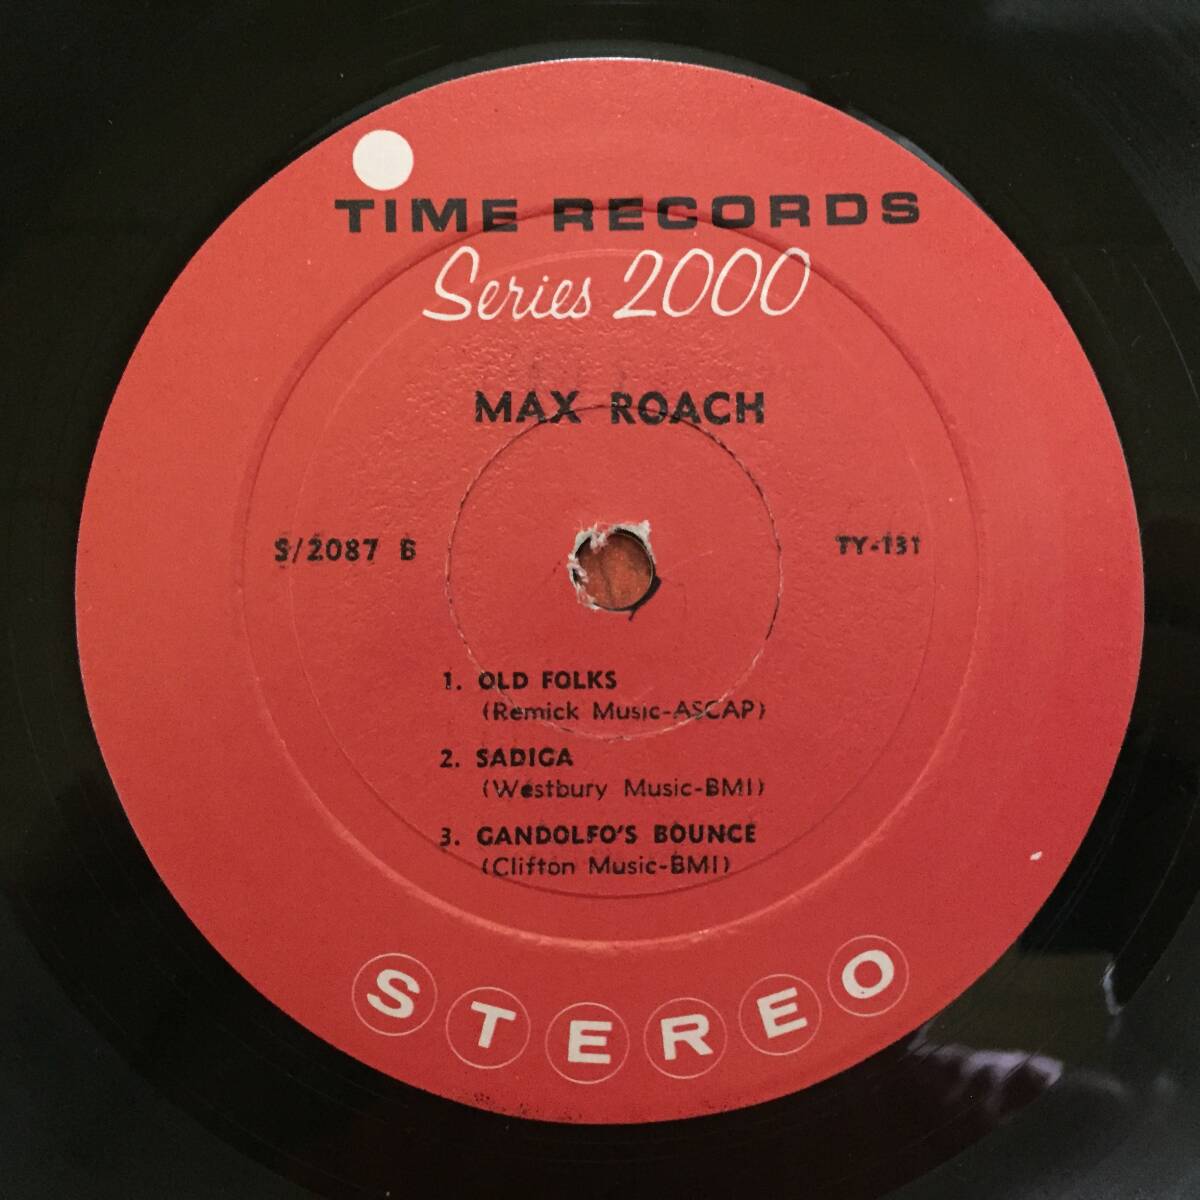 TIME RECORDS
Series 2000
MAX ROACH
S/2087 B
TY-131
1. OLD FOLKS
(Remick Music-ASCAP)
2. SADIGA
(Westbury Music-BMI)
3. GANDOLFO'S BOUNCE
(Clifton Music-BMI)
STEREO